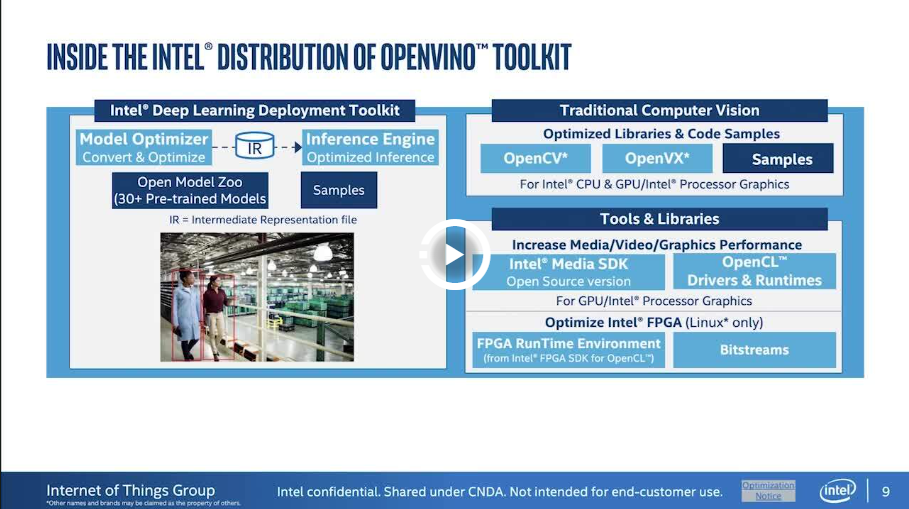 INSIDE THE INTEL® DISTRIBUTION OF OPENVINO™ TOOLKIT
Intel® Deep Learning Deployment Toolkit
Model Optimizer
Convert & Optimize
IR
Inference Engine
Optimized Inference
Open Model Zoo
(30+ Pre-trained Models
Samples
IR = Intermediate Representation file
Traditional Computer Vision
Optimized Libraries & Code Samples
OpenCV*
OpenVX*
Samples
For Intel® CPU & GPU/Intel® Processor Graphics
Tools & Libraries
Increase Media/Video/Graphics Performance
Intel® Media SDK
Open Source version
OpenCL™
Drivers & Runtimes
For GPU/Intel® Processor Graphics
Optimize Intel® FPGA (Linux* only)
FPGA RunTime Environment
(from Intel® FPGA SDK for OpenCL™)
Bitstreams
Internet of Things Group
*Other names and brands may be claimed as the property of others.
Intel confidential. Shared under CNDA. Not intended for end-customer use.
Optimization
Notice
intel
9